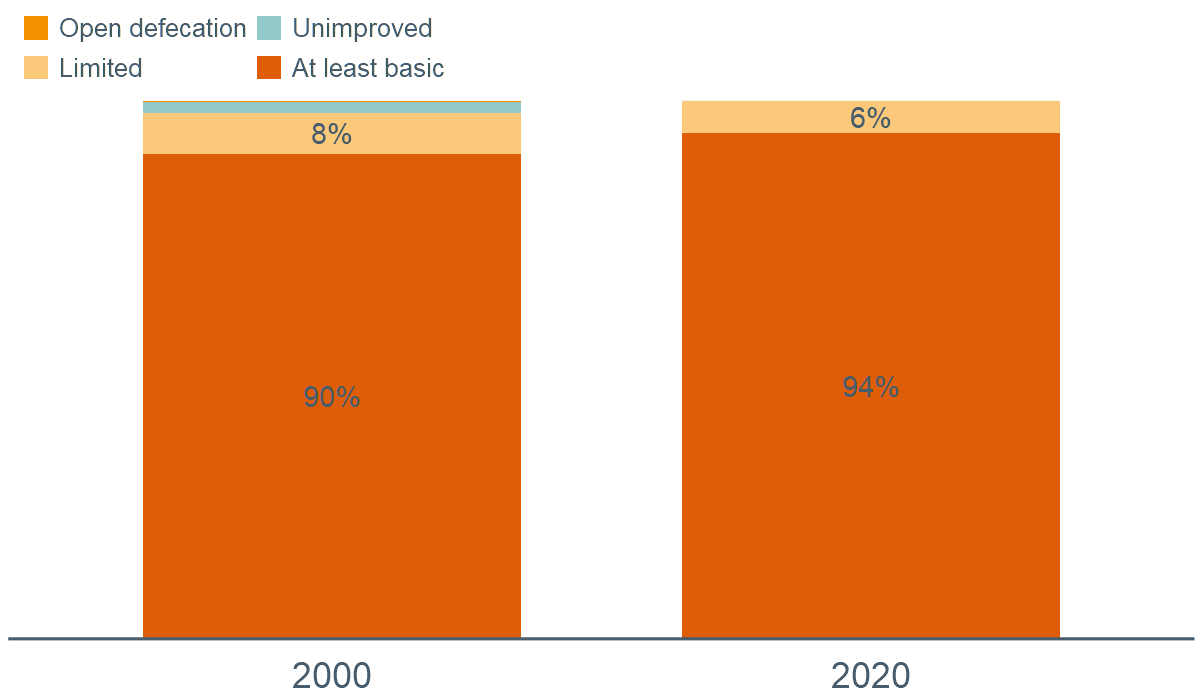 Open defecation Unimproved
Limited At least basic
8% 6%
90% 94%
2000 2020